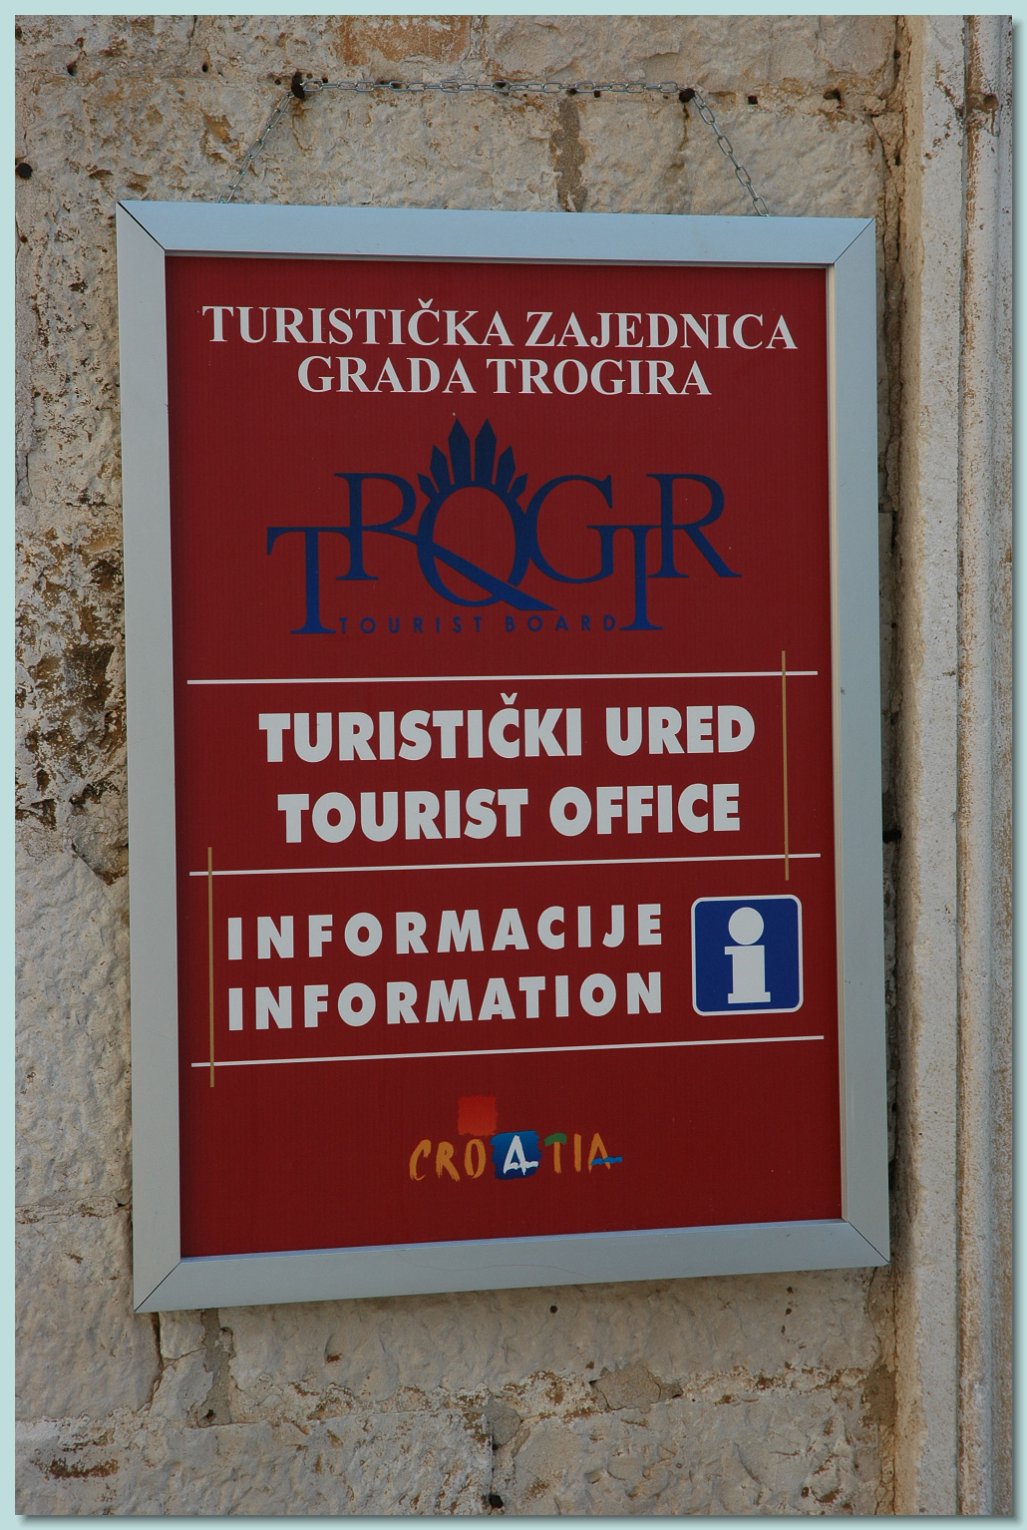 TURISTIČKA ZAJEDNICA
GRADA TROGIRA
TROGIR
TOURIST BOARD
TURISTIČKI URED
TOURIST OFFICE
INFORMACIJE
INFORMATION
i
CROATIA